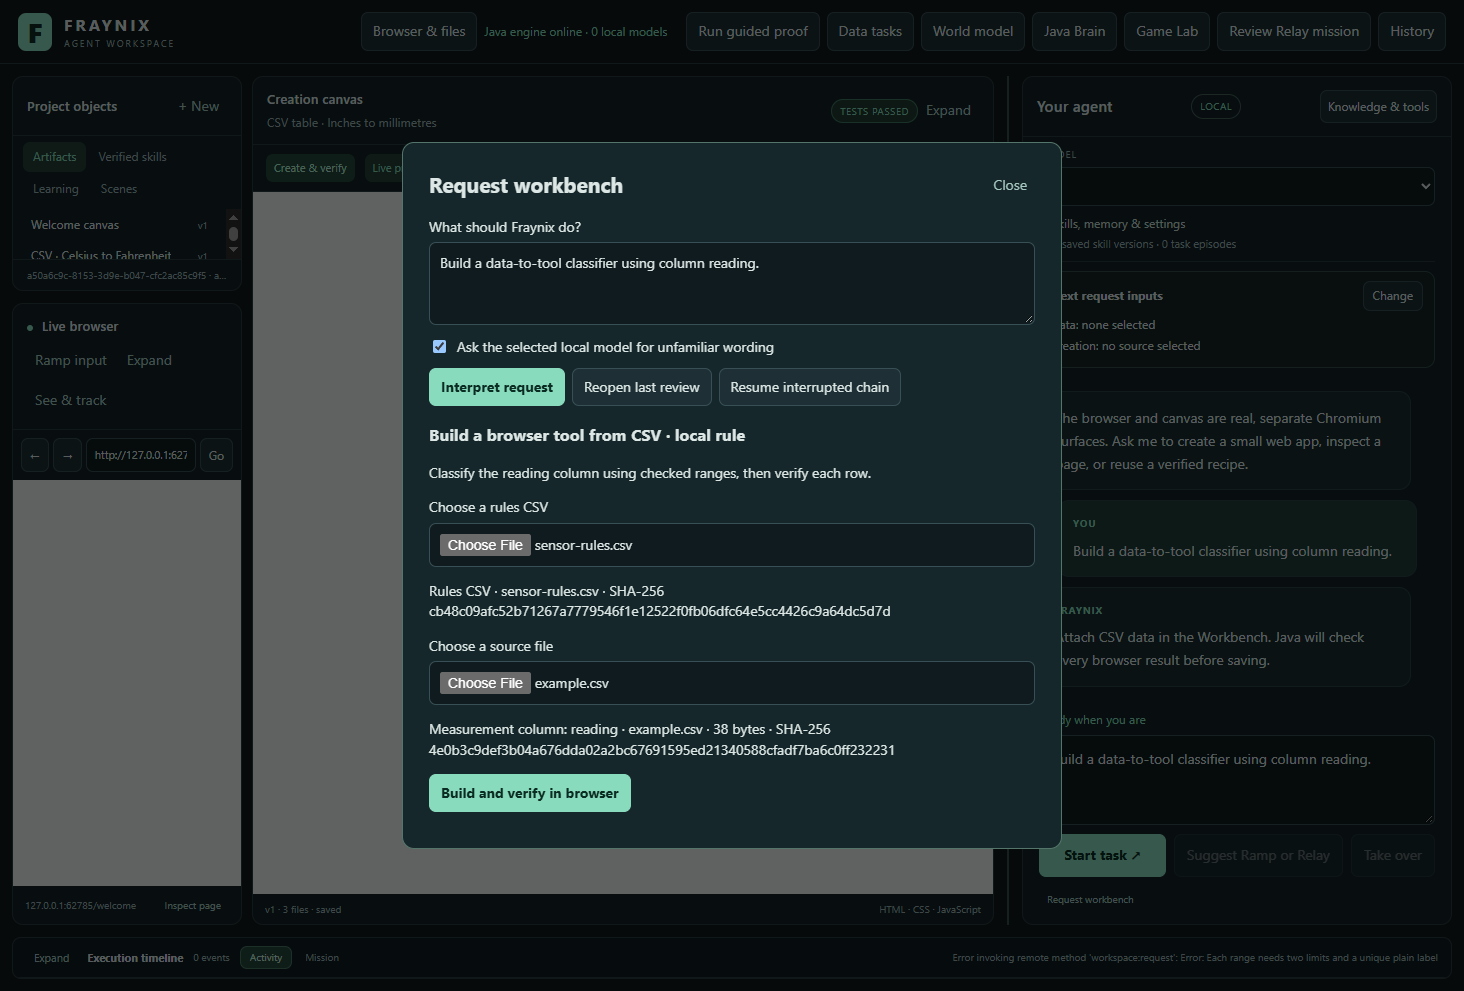 F
FRAYNIX
AGENT WORKSPACE
Browser & files
Java engine online · 0 local models
Run guided proof
Data tasks
World model
Java Brain
Game Lab
Review Relay mission
History
Project objects
+ New
Artifacts
Verified skills
Learning
Scenes
Welcome canvas
v1
CSV · Celsius to Fahrenheit
v1
a50a6c9c-8153-3d9e-b047-cfc2ac85c9f5 · a...
Live browser
Ramp input
Expand
See & track
←
→
http://127.0.0.1:627
Go
127.0.0.1:62785/welcome
Inspect page
Creation canvas
CSV table · Inches to millimetres
TESTS PASSED
Expand
Create & verify
Live p
v1 · 3 files · saved
HTML · CSS · JavaScript
Request workbench
Close
What should Fraynix do?
Build a data-to-tool classifier using column reading.
Ask the selected local model for unfamiliar wording
Interpret request
Reopen last review
Resume interrupted chain
Build a browser tool from CSV · local rule
Classify the reading column using checked ranges, then verify each row.
Choose a rules CSV
Choose File sensor-rules.csv
Rules CSV · sensor-rules.csv · SHA-256
cb48c09afc52b71267a7779546f1e12522f0fb06dfc64e5cc4426c9a64dc5d7d
Choose a source file
Choose File example.csv
Measurement column: reading · example.csv · 38 bytes · SHA-256
4e0b3c9def3b04a676dda02a2bc67691595ed21340588cfadf7ba6c0ff232231
Build and verify in browser
Your agent
LOCAL
Knowledge & tools
DEL
ills, memory & settings
saved skill versions · 0 task episodes
ext request inputs
Change
ata: none selected
reation: no source selected
he browser and canvas are real, separate Chromium
urfaces. Ask me to create a small web app, inspect a
age, or reuse a verified recipe.
YOU
Build a data-to-tool classifier using column reading.
RAYNIX
ttach CSV data in the Workbench. Java will check
very browser result before saving.
dy when you are
uild a data-to-tool classifier using column reading.
Start task ↗
Suggest Ramp or Relay
Take over
Request workbench
Expand
Execution timeline
0 events
Activity
Mission
Error invoking remote method 'workspace:request': Error: Each range needs two limits and a unique plain label